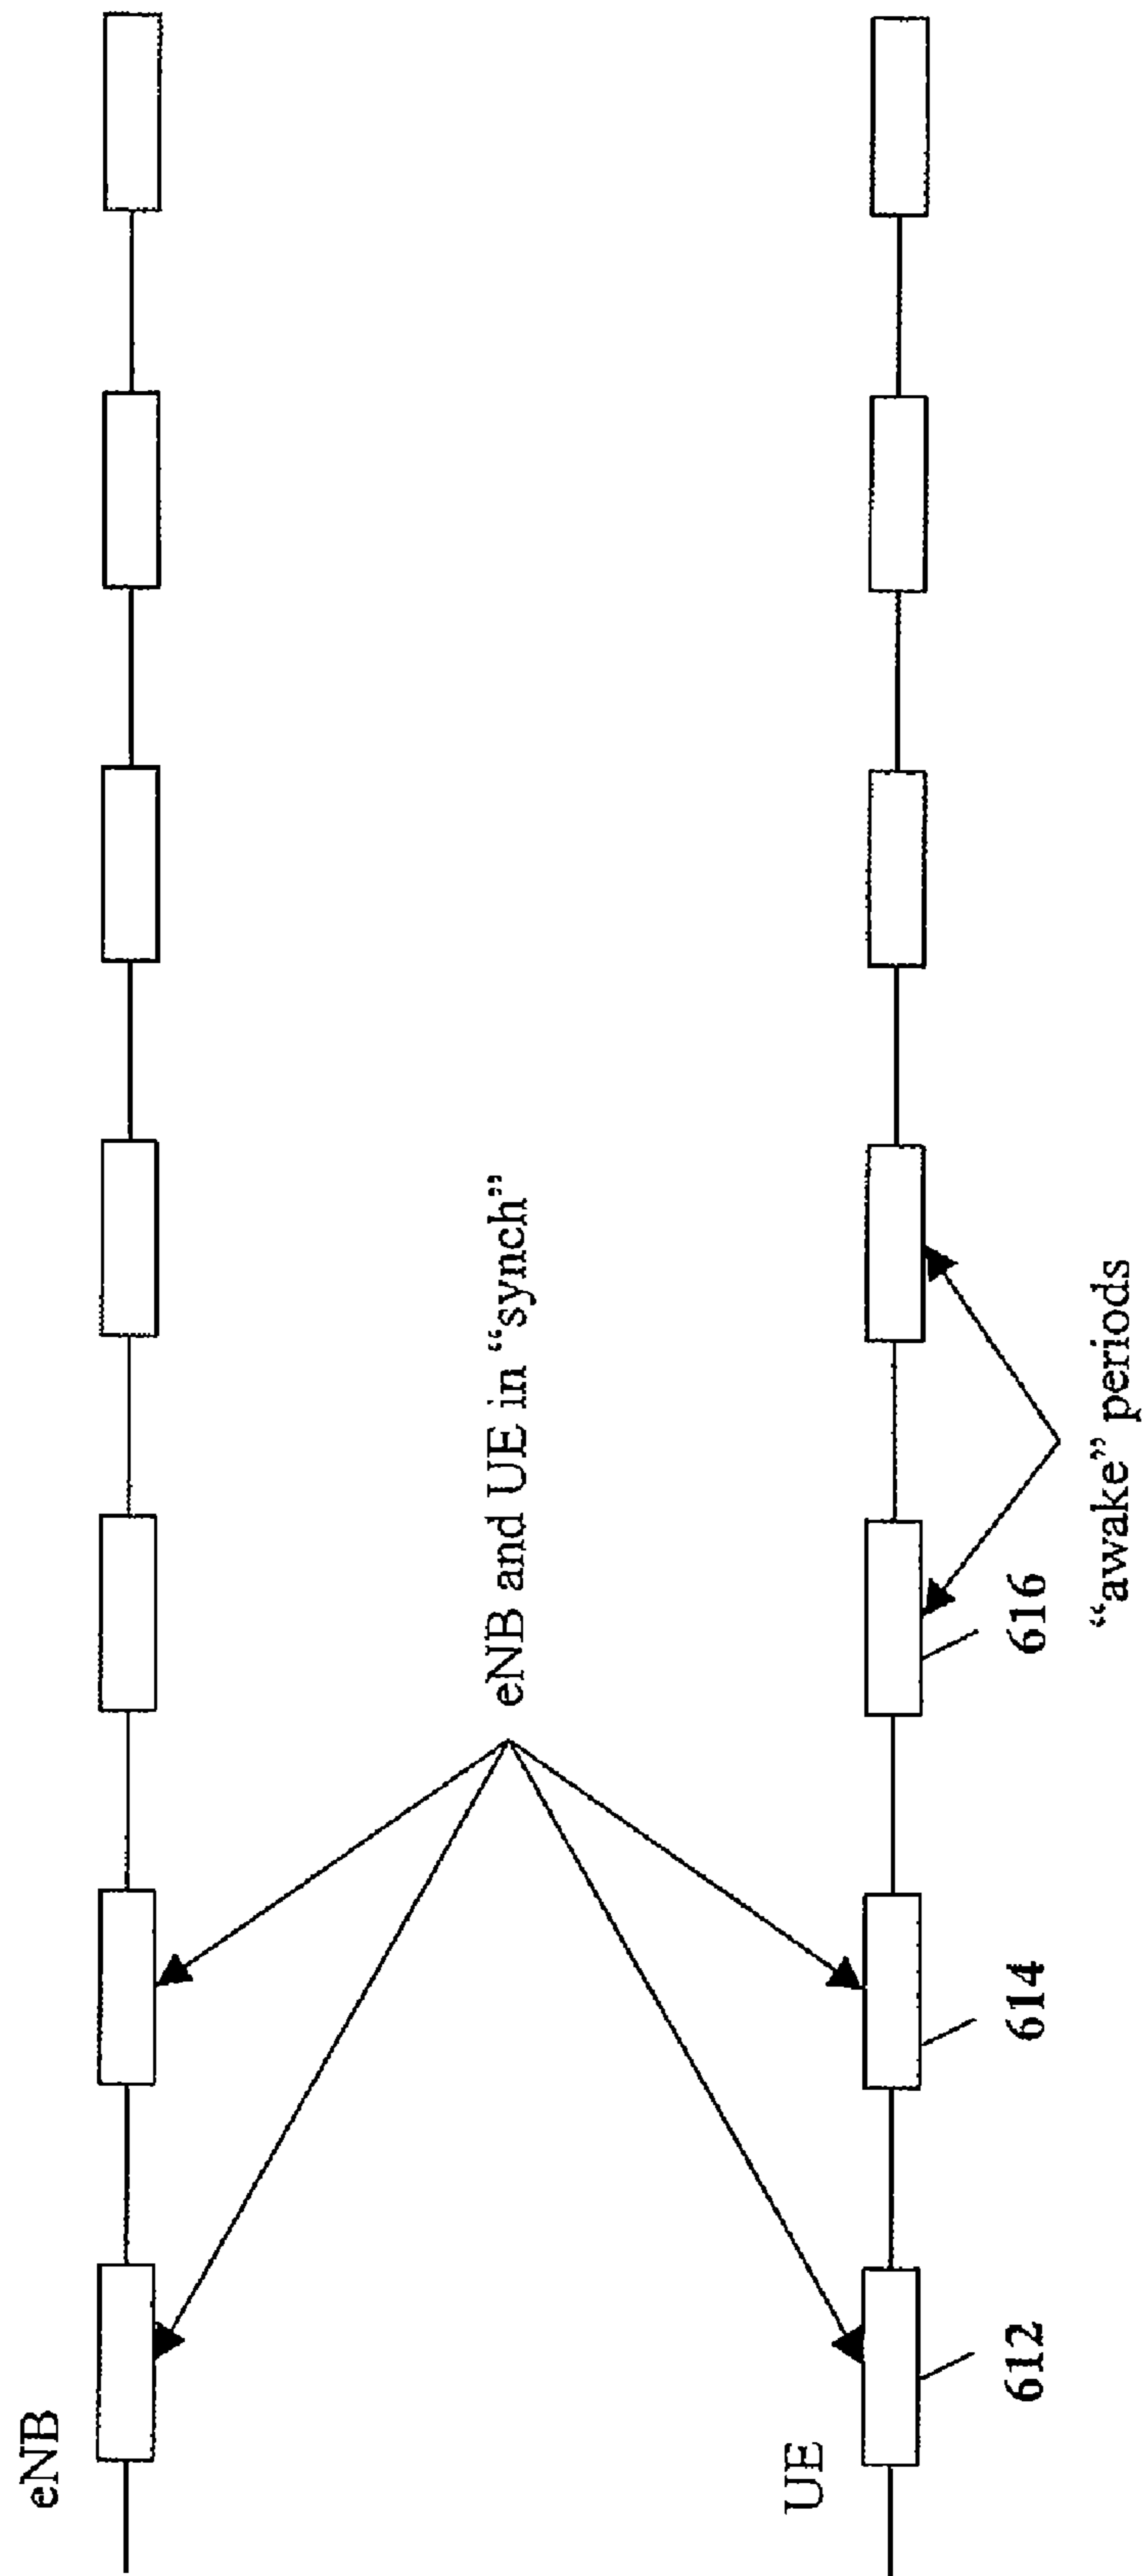 eNB
eNB and UE in “synch”
UE
612
614
616
“awake” periods